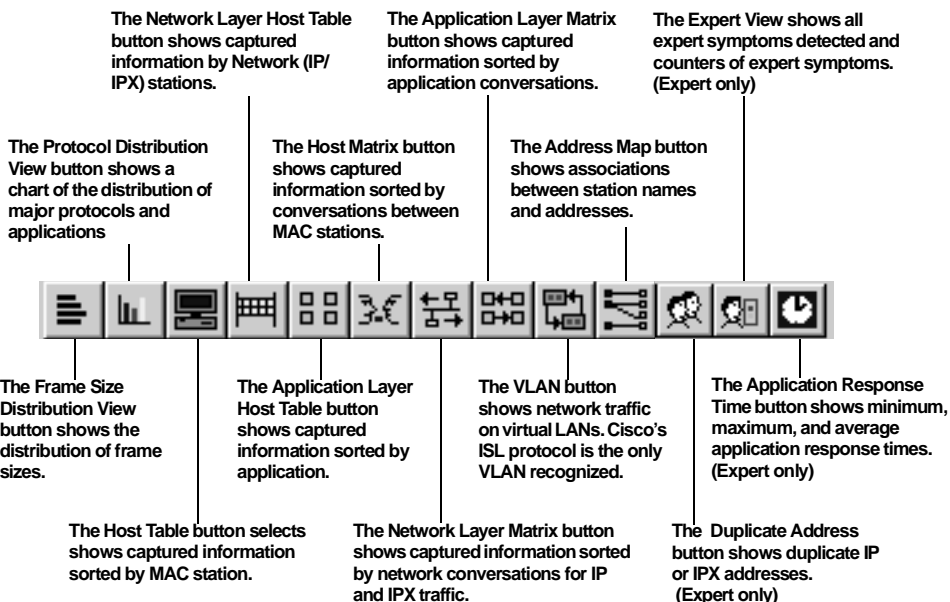 The Network Layer Host Table
button shows captured
information by Network (IP/
IPX) stations.
The Application Layer Matrix
button shows captured
information sorted by
application conversations.
The Expert View shows all
expert symptoms detected and
counters of expert symptoms.
(Expert only)
The Protocol Distribution
View button shows a
chart of the distribution of
major protocols and
applications
The Host Matrix button
shows captured
information sorted by
conversations between
MAC stations.
The Address Map button
shows associations
between station names
and addresses.
The Frame Size
Distribution View
button shows the
distribution of frame
sizes.
The Application Layer
Host Table button
shows captured
information sorted by
application.
The VLAN button
shows network traffic
on virtual LANs. Cisco's
ISL protocol is the only
VLAN recognized.
The Application Response
Time button shows minimum,
maximum, and average
application response times.
(Expert only)
The Host Table button selects
shows captured information
sorted by MAC station.
The Network Layer Matrix button
shows captured information sorted
by network conversations for IP
and IPX traffic.
The Duplicate Address
button shows duplicate IP
or IPX addresses.
(Expert only)